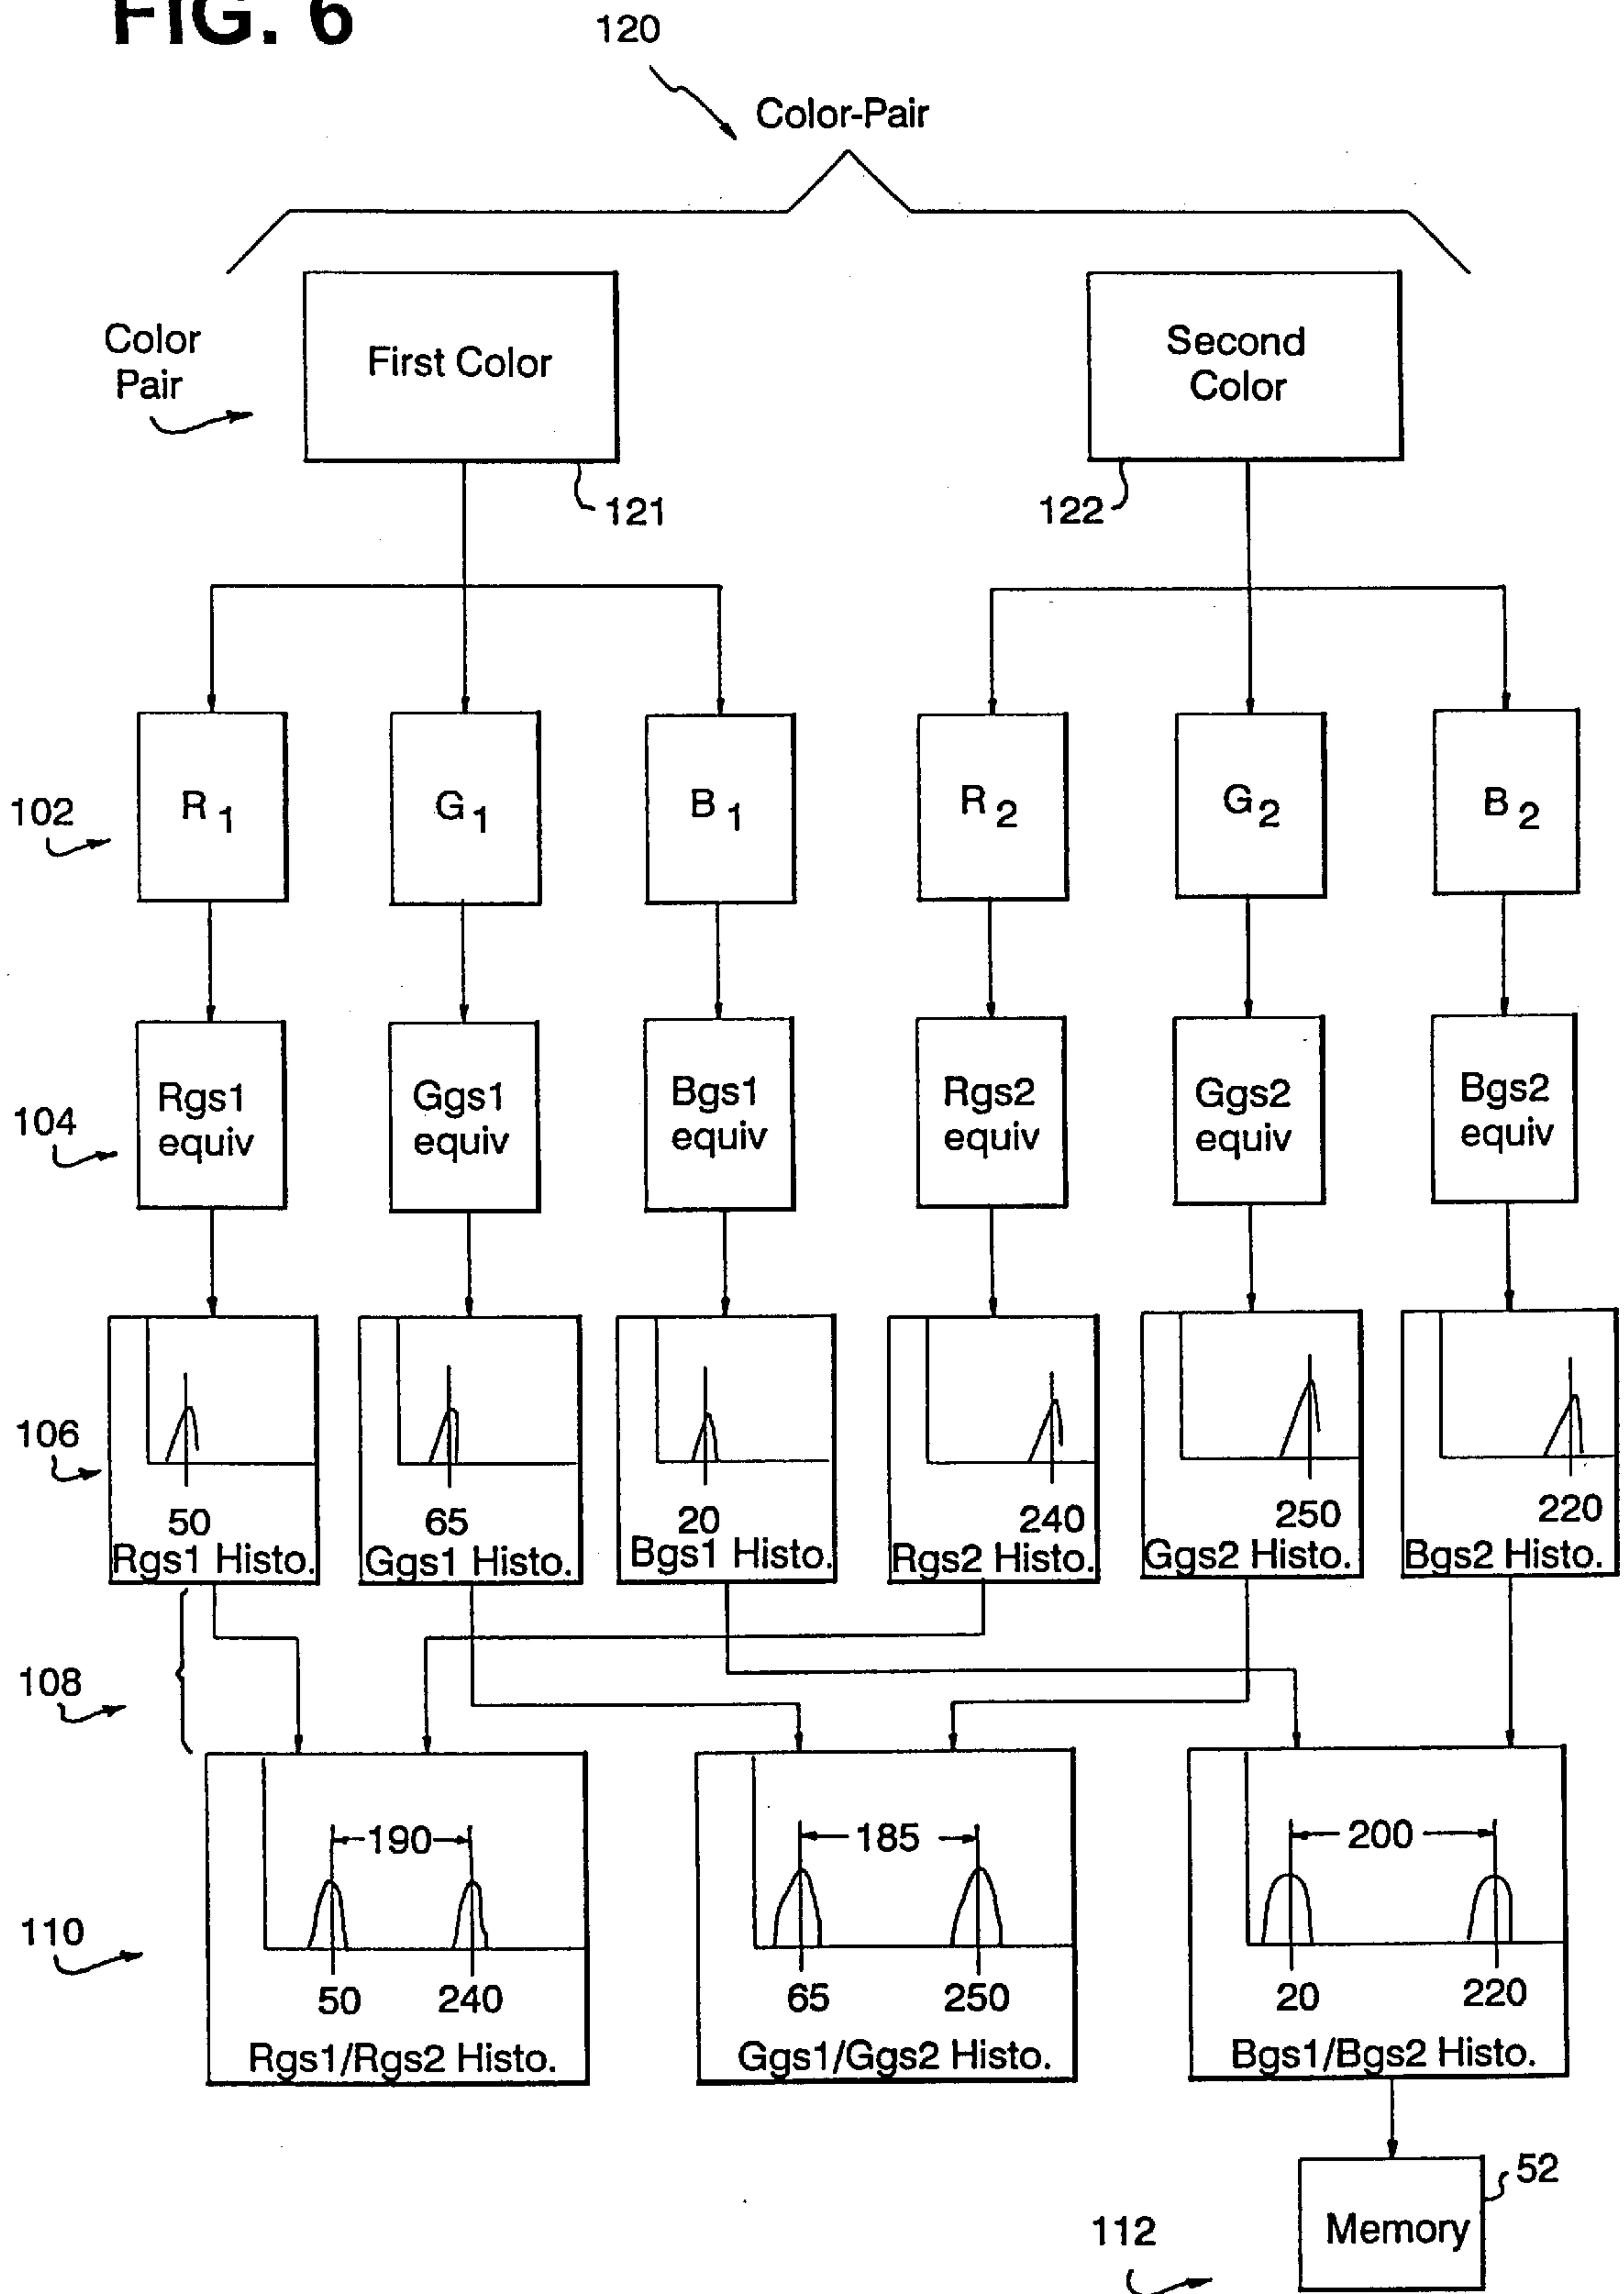 FIG. 6
120
Color-Pair
Color
Pair
First Color
Second
Color
121
122
102
R 1
G 1
B 1
R 2
G 2
B 2
104
Rgs1
equiv
Ggs1
equiv
Bgs1
equiv
Rgs2
equiv
Ggs2
equiv
Bgs2
equiv
106
50
Rgs1 Histo.
65
Ggs1 Histo.
20
Bgs1 Histo.
240
Rgs2 Histo.
250
Ggs2 Histo.
220
Bgs2 Histo.
108
110
190
50 240
Rgs1/Rgs2 Histo.
185
65 250
Ggs1/Ggs2 Histo.
200
20 220
Bgs1/Bgs2 Histo.
52
Memory
112